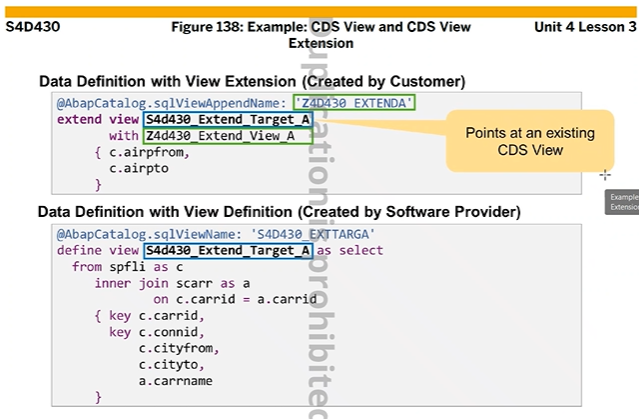 S4D430
Figure 138: Example: CDS View and CDS View
Extension
Unit 4 Lesson 3
Data Definition with View Extension (Created by Customer)
@AbapCatalog.sqlViewAppendName: 'Z4D430_EXTENDA'
extend view S4d430_Extend_Target_A
with Z4d430_Extend_View_A
{ c.airpfrom,
c.airpto
}
Points at an existing
CDS View
Example
Extension
Data Definition with View Definition (Created by Software Provider)
@AbapCatalog.sqlViewName: 'S4D430_EXTTARGA'
define view S4d430_Extend_Target_A as select
from spfli as c
inner join scarr as a
on c.carrid = a.carrid
{ key c.carrid,
key c.connid,
c.cityfrom,
c.cityto,
a.carrname
}
Duplication is prohibited